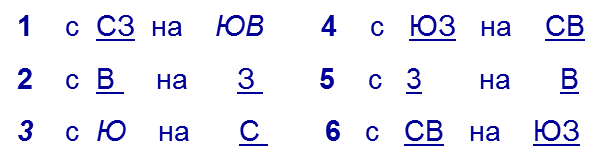 1 с СЗ на ЮВ 4 с ЮЗ на СВ
2 с В на З 5 с З на В
3 с Ю на С 6 с СВ на ЮЗ